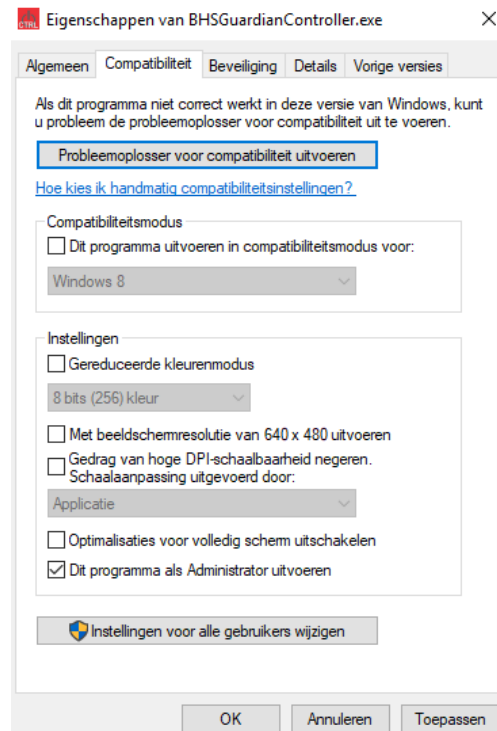 CTRL Eigenschappen van BHSGuardianController.exe
Algemeen Compatibiliteit Beveiliging Details Vorige versies
Als dit programma niet correct werkt in deze versie van Windows, kunt
u probleem de probleemoplosser voor compatibiliteit uit te voeren.
Probleemoplosser voor compatibiliteit uitvoeren
Hoe kies ik handmatig compatibiliteitsinstellingen?
Compatibiliteitsmodus
Dit programma uitvoeren in compatibiliteitsmodus voor:
Windows 8
Instellingen
Gereduceerde kleurenmodus
8 bits (256) kleur
Met beeldschermresolutie van 640 x 480 uitvoeren
Gedrag van hoge DPI-schaalbaarheid negeren.
Schaalaanpassing uitgevoerd door:
Applicatie
Optimalisaties voor volledig scherm uitschakelen
Dit programma als Administrator uitvoeren
Instellingen voor alle gebruikers wijzigen
OK Annuleren Toepassen